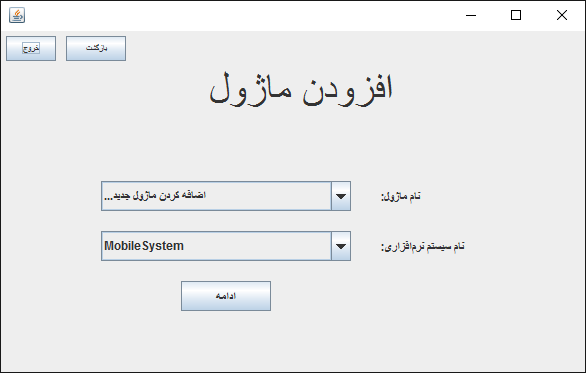 خروج
بازگشت
افزودن ماژول
نام ماژول:
اضافه کردن ماژول جدید...
نام سیستم نرم‌افزاری:
MobileSystem
ادامه